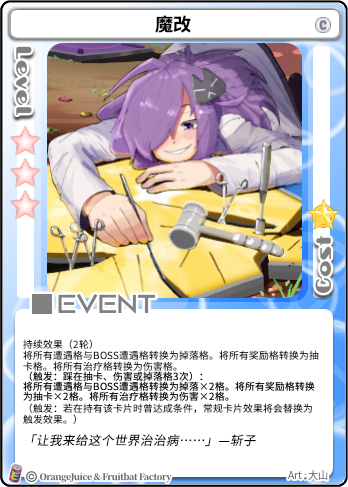 魔改
C
Level
Cost
EVENT
持续效果（2轮）
将所有遭遇格与BOSS遭遇格转换为掉落格。将所有奖励格转换为抽
卡格。将所有治疗格转换为伤害格。
（触发：踩在抽卡、伤害或掉落格3次）：
将所有遭遇格与BOSS遭遇格转换为掉落×2格。将所有奖励格转换
为抽卡×2格。将所有治疗格转换为伤害×2格。
（触发：若在持有该卡片时曾达成条件，常规卡片效果将会替换为
触发效果。）
「让我来给这个世界治治病……」—斩子
© OrangeJuice & Fruitbat Factory
Art:大山